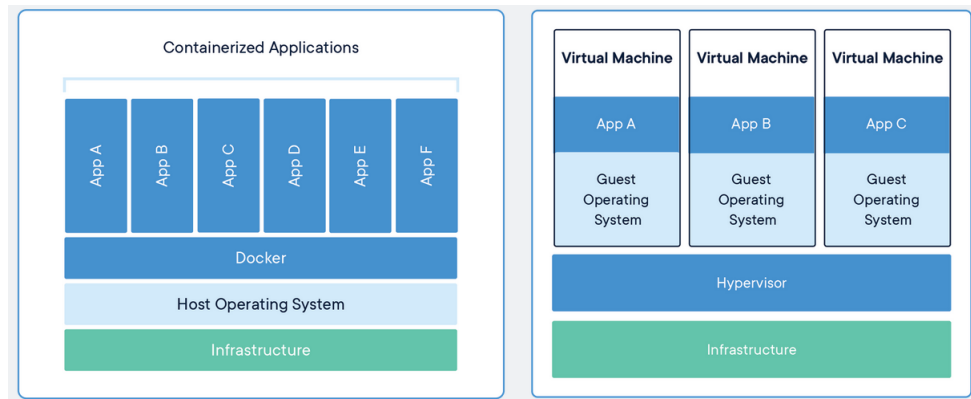 Containerized Applications
App A
App B
App C
App D
App E
App F
Docker
Host Operating System
Infrastructure
Virtual Machine
App A
Guest
Operating
System
Virtual Machine
App B
Guest
Operating
System
Virtual Machine
App C
Guest
Operating
System
Hypervisor
Infrastructure